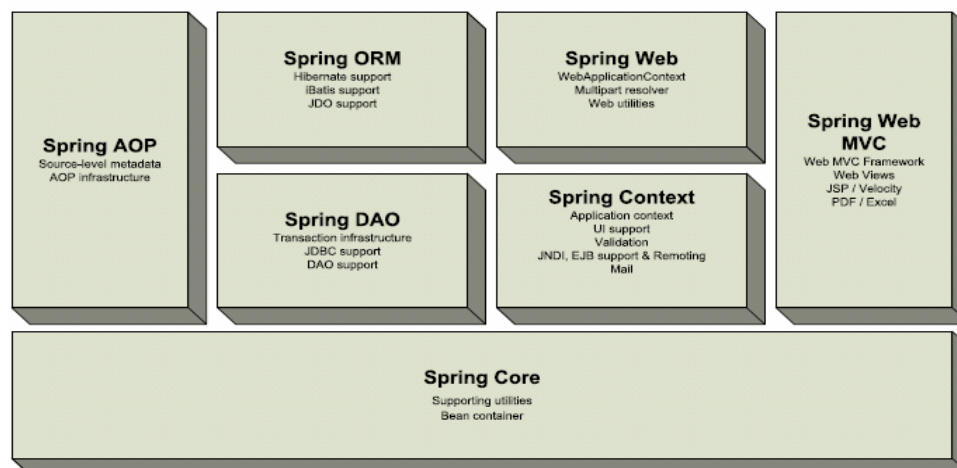 Spring AOP
Source-level metadata
AOP infrastructure
Spring ORM
Hibernate support
iBatis support
JDO support
Spring Web
WebApplicationContext
Multipart resolver
Web utilities
Spring DAO
Transaction infrastructure
JDBC support
DAO support
Spring Context
Application context
UI support
Validation
JNDI, EJB support & Remoting
Mail
Spring Web
MVC
Web MVC Framework
Web Views
JSP / Velocity
PDF / Excel
Spring Core
Supporting utilities
Bean container